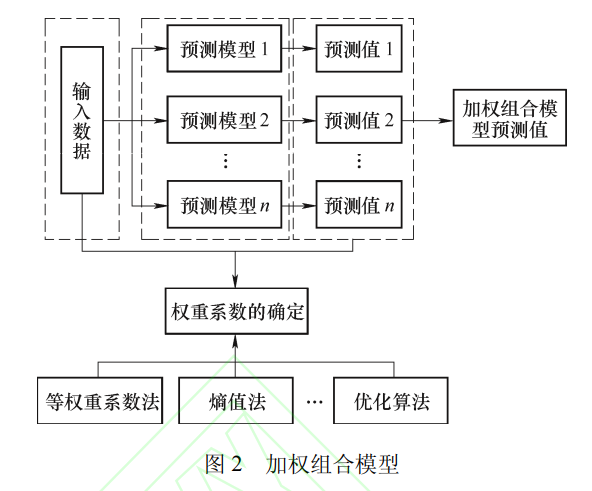 预测模型1
预测值1
输入数据
预测模型2
预测值2
加权组合模
型预测值
⋮
⋮
预测模型n
预测值n
权重系数的确定
等权重系数法
熵值法
…
优化算法
图2 加权组合模型